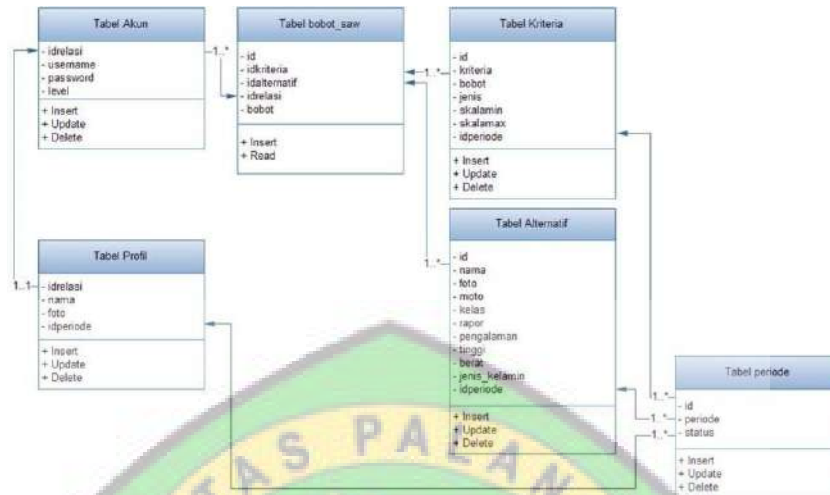 Tabel Akun
- idrelasi
- username
- password
- level
+ Insert
+ Update
+ Delete
1..*
Tabel bobot_saw
- id
- idkriteria
- idalternatif
- idrelasi
- bobot
+ Insert
+ Read
1..*
1..*
Tabel Kriteria
- id
- kriteria
- bobot
- jenis
- skalamin
- skalamax
- idperiode
+ Insert
+ Update
+ Delete
Tabel Profil
1..1
- idrelasi
- nama
- foto
- idperiode
+ Insert
+ Update
+ Delete
Tabel Alternatif
- id
- nama
- foto
- moto
- kelas
- rapor
- pengalaman
- tinggi
- berat
- jenis_kelamin
- idperiode
+ Insert
+ Update
+ Delete
Tabel periode
1..*
1..*
1..*
- id
- periode
- status
+ Insert
+ Update
+ Delete